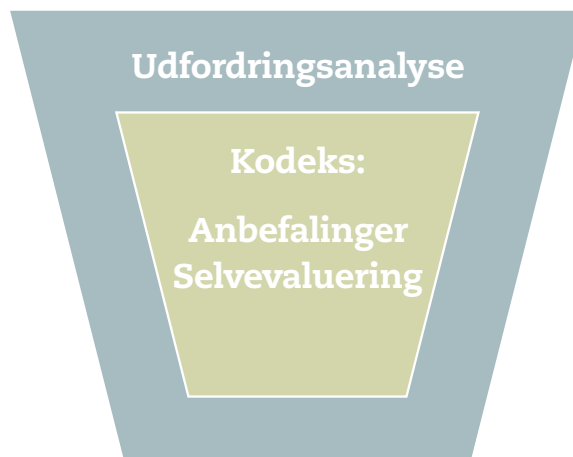 Udfordringsanalyse
Kodeks:
Anbefalinger
Selvevaluering